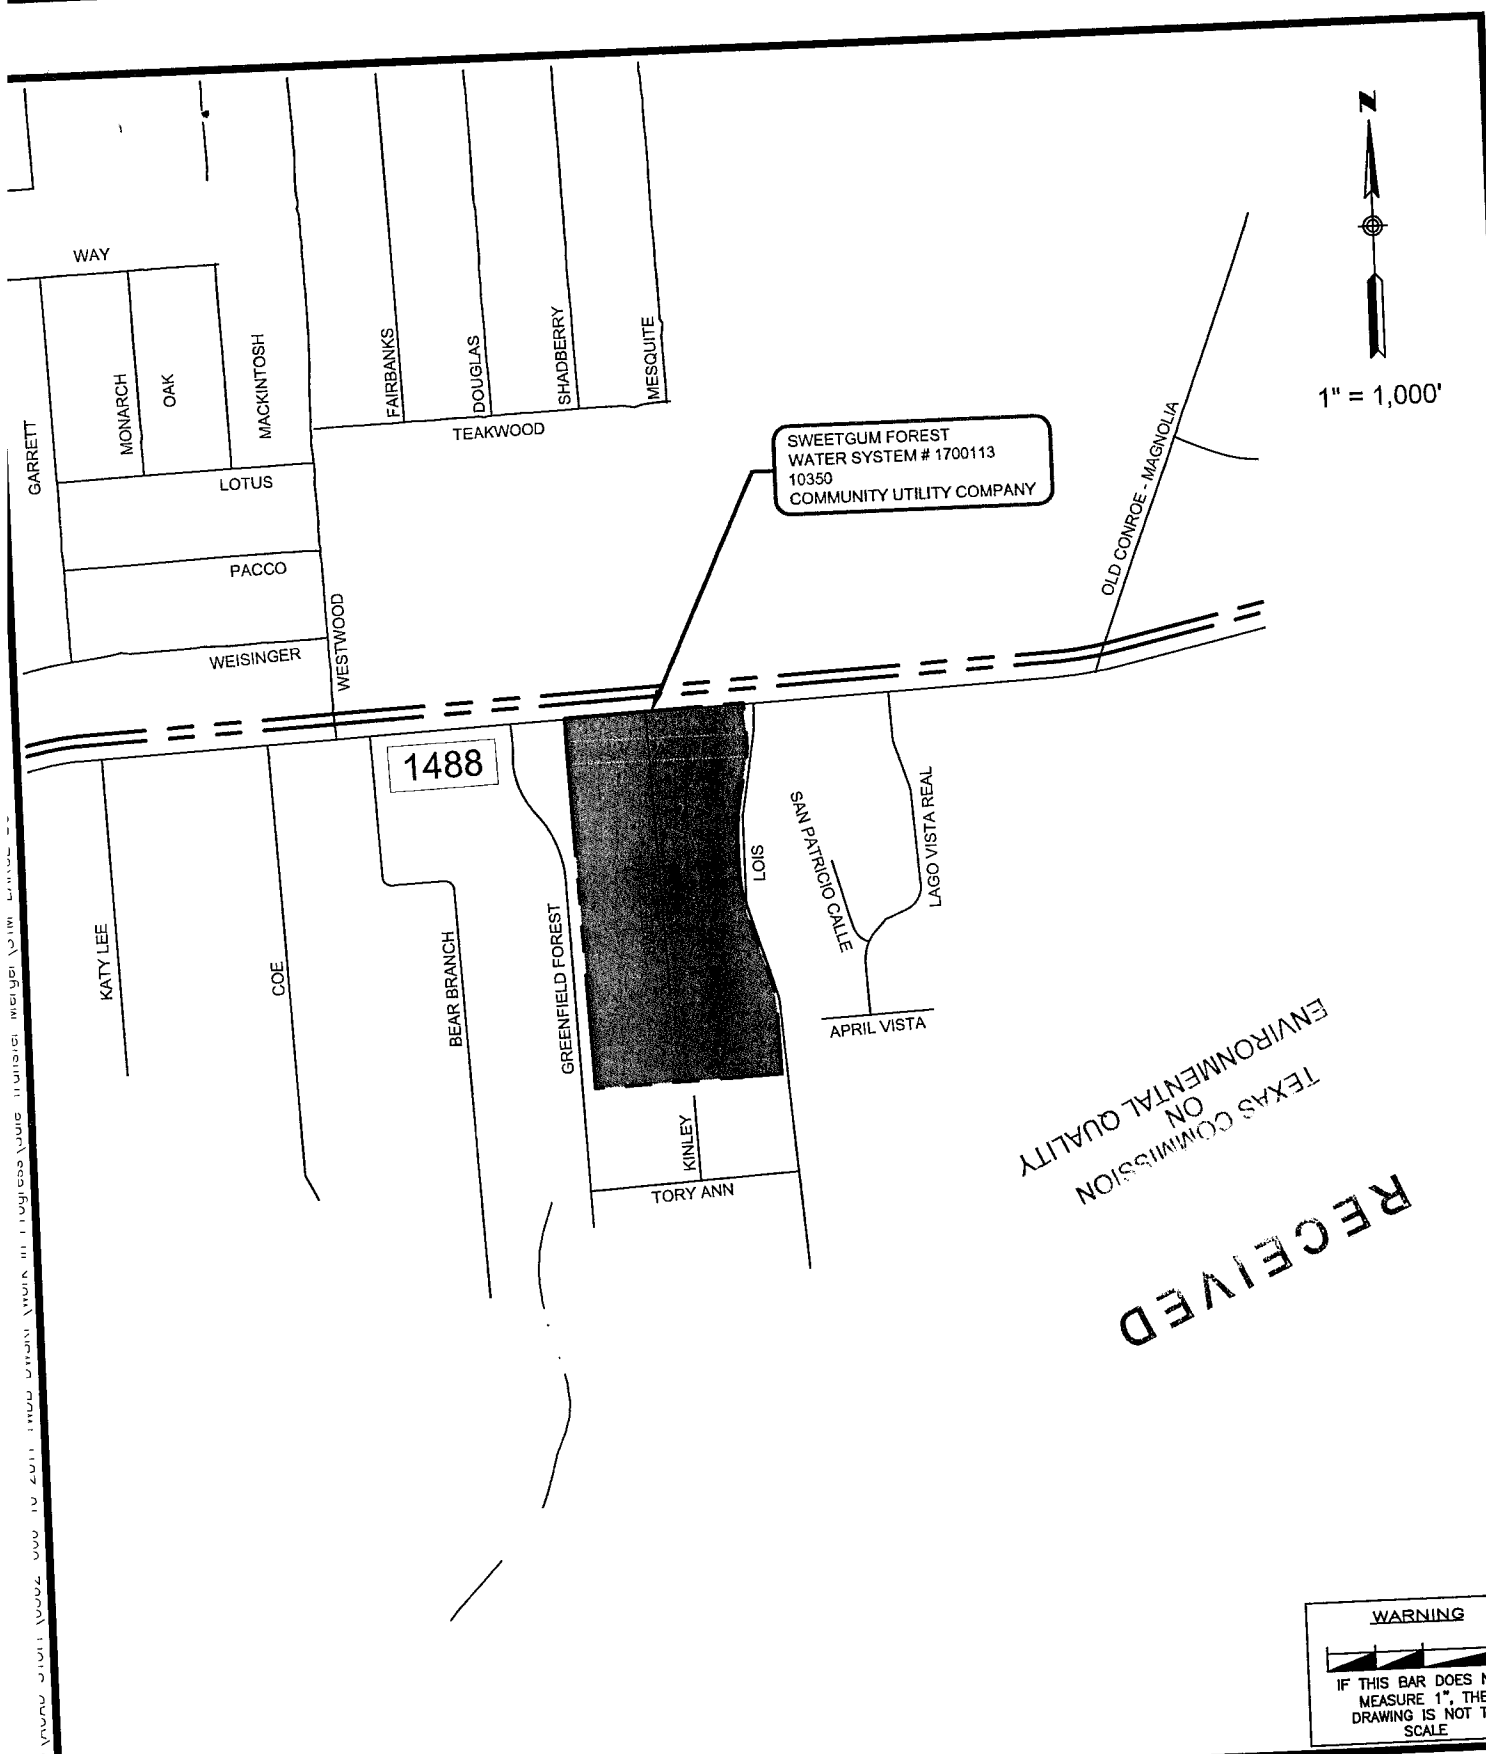 N
1" = 1,000'
WAY
GARRETT
MONARCH
OAK
MACKINTOSH
FAIRBANKS
DOUGLAS
SHADBERRY
MESQUITE
TEAKWOOD
LOTUS
PACCO
WEISINGER
WESTWOOD
SWEETGUM FOREST
WATER SYSTEM # 1700113
10350
COMMUNITY UTILITY COMPANY
OLD CONROE - MAGNOLIA
1488
KATY LEE
COE
BEAR BRANCH
GREENFIELD FOREST
LOIS
SAN PATRICIO CALLE
LAGO VISTA REAL
APRIL VISTA
KINLEY
TORY ANN
RECEIVED
TEXAS COMMISSION
ON
ENVIRONMENTAL QUALITY
WARNING
IF THIS BAR DOES
MEASURE 1", THE
DRAWING IS NOT
SCALE